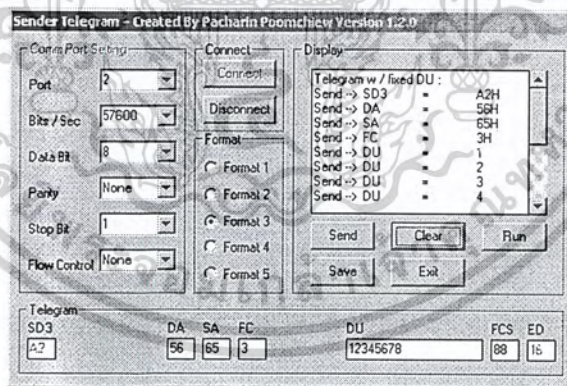 Sender Telegram - Created By Pacharin Poomchiew Version 1.2.0
Comm Port Seting
Port 2
Bits / Sec 57600
Data Bit 8
Parity None
Stop Bit 1
Flow Control None
Connect
Connect
Disconnect
Format
Format 1
Format 2
Format 3
Format 4
Format 5
Display
Telegram w / fixed DU :
Send --> SD3 = A2H
Send --> DA = 56H
Send --> SA = 65H
Send --> FC = 3H
Send --> DU = 1
Send --> DU = 2
Send --> DU = 3
Send --> DU = 4
Send Clear Run
Save Exit
Telegram
SD3 DA SA FC DU FCS ED
A2 56 65 3 12345678 88 16